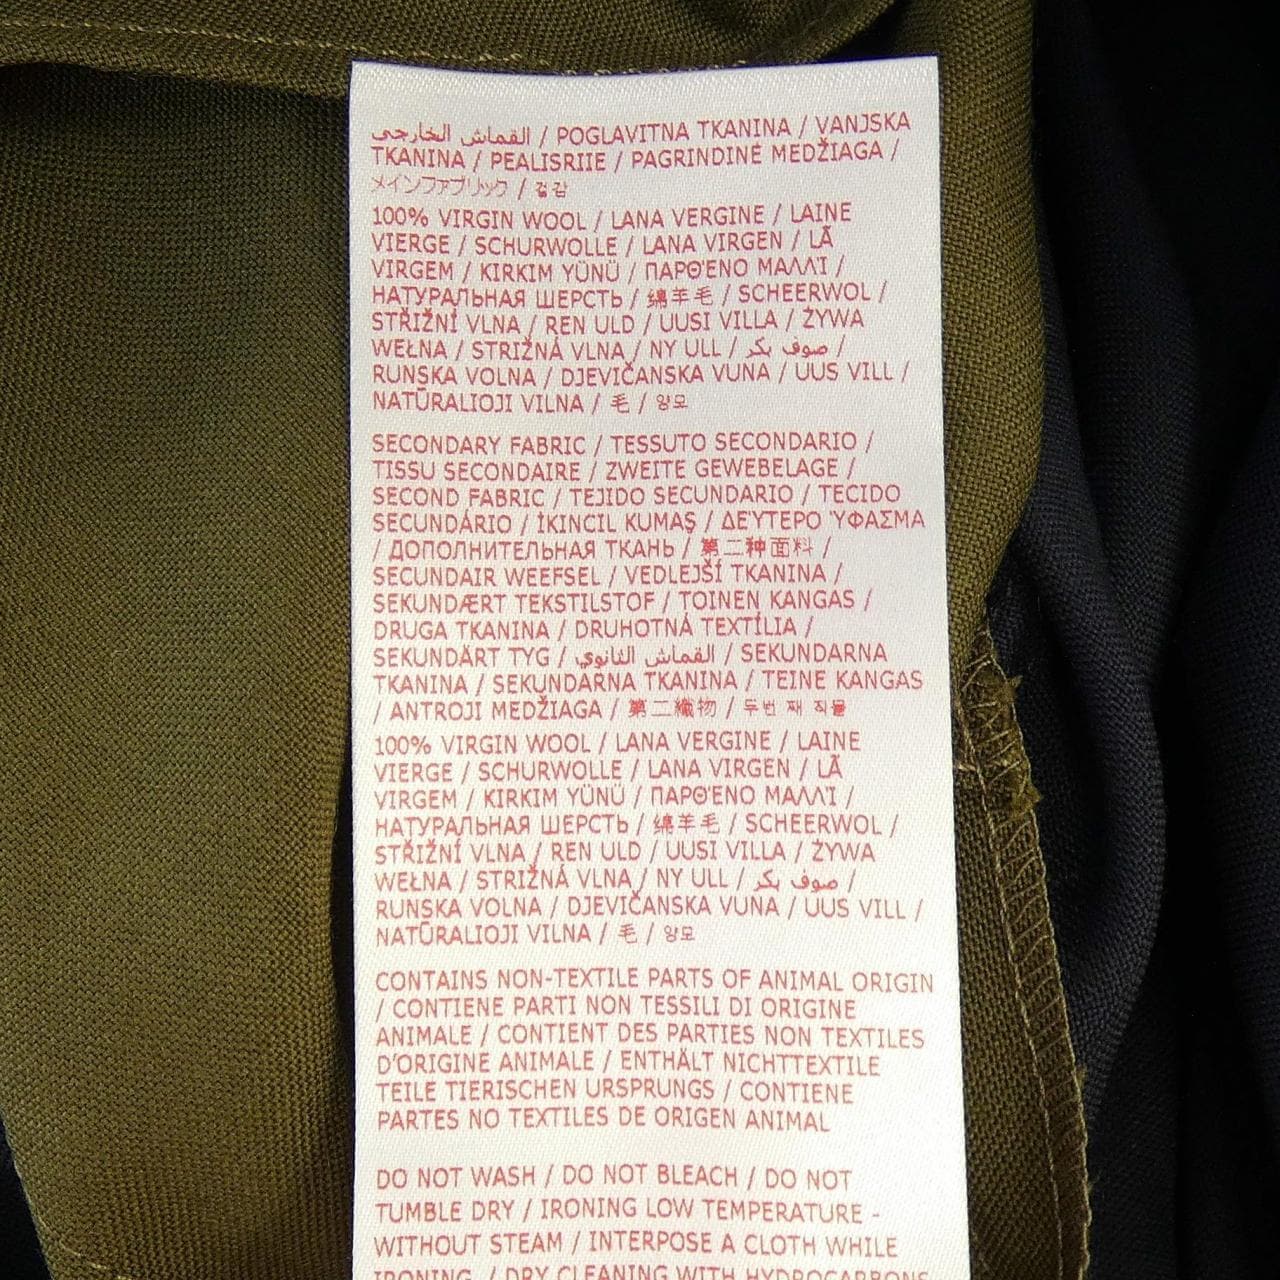 القماش الخارجي / POGLAVITNA TKANINA / VANJSKA
TKANINA / PEALISRIIE / PAGRINDINĖ MEDŽIAGA /
メインファブリック / 겉감
100% VIRGIN WOOL / LANA VERGINE / LAINE
VIERGE / SCHURWOLLE / LANA VIRGEN / LÃ
VIRGEM / KIRKIM YÜNÜ / ΠΑΡΘΈΝΟ ΜΑΛΛΊ /
НАТУРАЛЬНАЯ ШЕРСТЬ / 绵羊毛 / SCHEERWOL /
STŘIŽNÍ VLNA / REN ULD / UUSI VILLA / ŻYWA
WEŁNA / STRIŽNÁ VLNA / NY ULL / صوف بكر /
RUNSKA VOLNA / DJEVIČANSKA VUNA / UUS VILL /
NATŪRALIOJI VILNA / 毛 / 양모
SECONDARY FABRIC / TESSUTO SECONDARIO /
TISSU SECONDAIRE / ZWEITE GEWEBELAGE /
SECOND FABRIC / TEJIDO SECUNDARIO / TECIDO
SECUNDÁRIO / İKINCIL KUMAŞ / ΔΕΎΤΕΡΟ ΎΦΑΣΜΑ
/ ДОПОЛНИТЕЛЬНАЯ ТКАНЬ / 第二种面料 /
SECUNDAIR WEEFSEL / VEDLEJŠÍ TKANINA /
SEKUNDÆRT TEKSTILSTOF / TOINEN KANGAS /
DRUGA TKANINA / DRUHOTNÁ TEXTÍLIA /
SEKUNDÄRT TYG / القماش الثانوي / SEKUNDARNA
TKANINA / SEKUNDARNA TKANINA / TEINE KANGAS
/ ANTROJI MEDŽIAGA / 第二織物 / 두번 째 직물
100% VIRGIN WOOL / LANA VERGINE / LAINE
VIERGE / SCHURWOLLE / LANA VIRGEN / LÃ
VIRGEM / KIRKIM YÜNÜ / ΠΑΡΘΈΝΟ ΜΑΛΛΊ /
НАТУРАЛЬНАЯ ШЕРСТЬ / 绵羊毛 / SCHEERWOL /
STŘIŽNÍ VLNA / REN ULD / UUSI VILLA / ŻYWA
WEŁNA / STRIŽNÁ VLNA / NY ULL / صوف بكر /
RUNSKA VOLNA / DJEVIČANSKA VUNA / UUS VILL /
NATŪRALIOJI VILNA / 毛 / 양모
CONTAINS NON-TEXTILE PARTS OF ANIMAL ORIGIN
/ CONTIENE PARTI NON TESSILI DI ORIGINE
ANIMALE / CONTIENT DES PARTIES NON TEXTILES
D'ORIGINE ANIMALE / ENTHÄLT NICHTTEXTILE
TEILE TIERISCHEN URSPRUNGS / CONTIENE
PARTES NO TEXTILES DE ORIGEN ANIMAL
DO NOT WASH / DO NOT BLEACH / DO NOT
TUMBLE DRY / IRONING LOW TEMPERATURE -
WITHOUT STEAM / INTERPOSE A CLOTH WHILE
IRONING. / DRY CLEANING WITH HYDROCARBONS